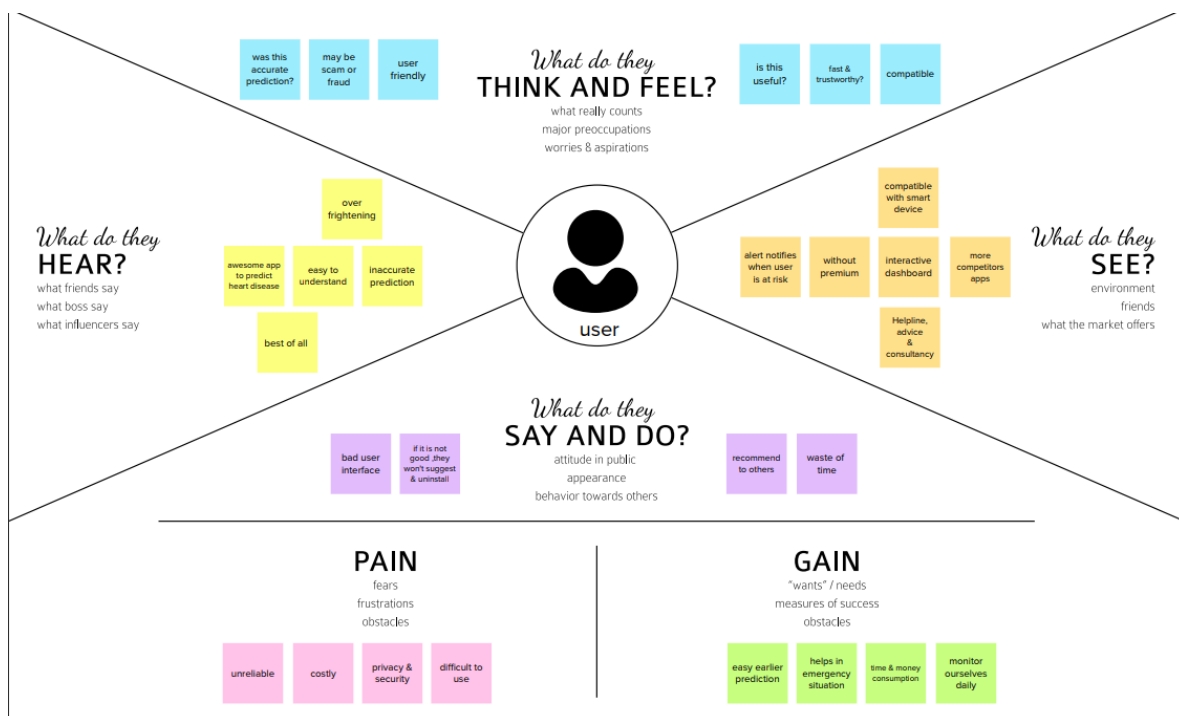 was this
accurate
prediction?
may be
scam or
fraud
user
friendly
What do they
THINK AND FEEL?
what really counts
major preoccupations
worries & aspirations
is this
useful?
fast &
trustworthy?
compatible
What do they
HEAR?
what friends say
what boss say
what influencers say
over
frightening
awesome app
to predict
heart disease
easy to
understand
inaccurate
prediction
best of all
user
compatible
with smart
device
alert notifies
when user
is at risk
without
premium
interactive
dashboard
more
competitors
apps
Helpline,
advice
&
consultancy
What do they
SEE?
environment
friends
what the market offers
What do they
SAY AND DO?
attitude in public
appearance
behavior towards others
bad user
interface
if it is not
good ,they
won't suggest
& uninstall
recommend
to others
waste of
time
PAIN
fears
frustrations
obstacles
unreliable
costly
privacy &
security
difficult to
use
GAIN
"wants" / needs
measures of success
obstacles
easy earlier
prediction
helps in
emergency
situation
time & money
consumption
monitor
ourselves
daily